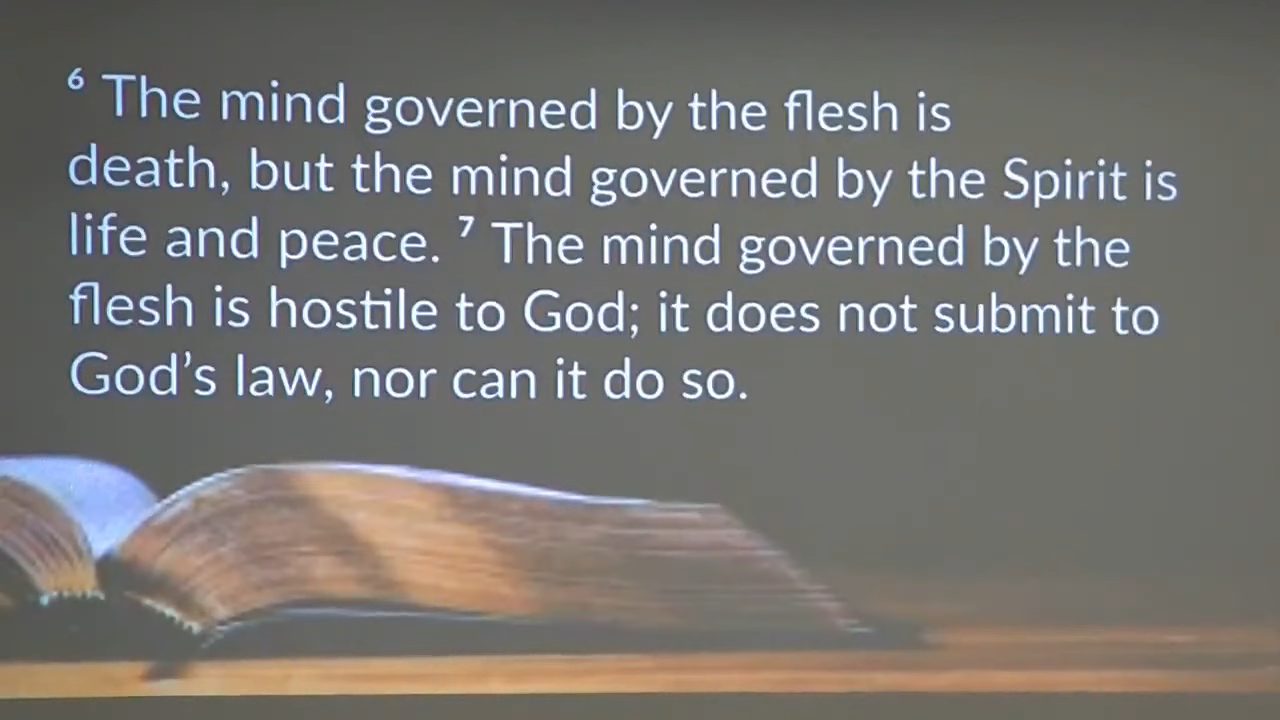 ⁶ The mind governed by the flesh is
death, but the mind governed by the Spirit is
life and peace. ⁷ The mind governed by the
flesh is hostile to God; it does not submit to
God’s law, nor can it do so.